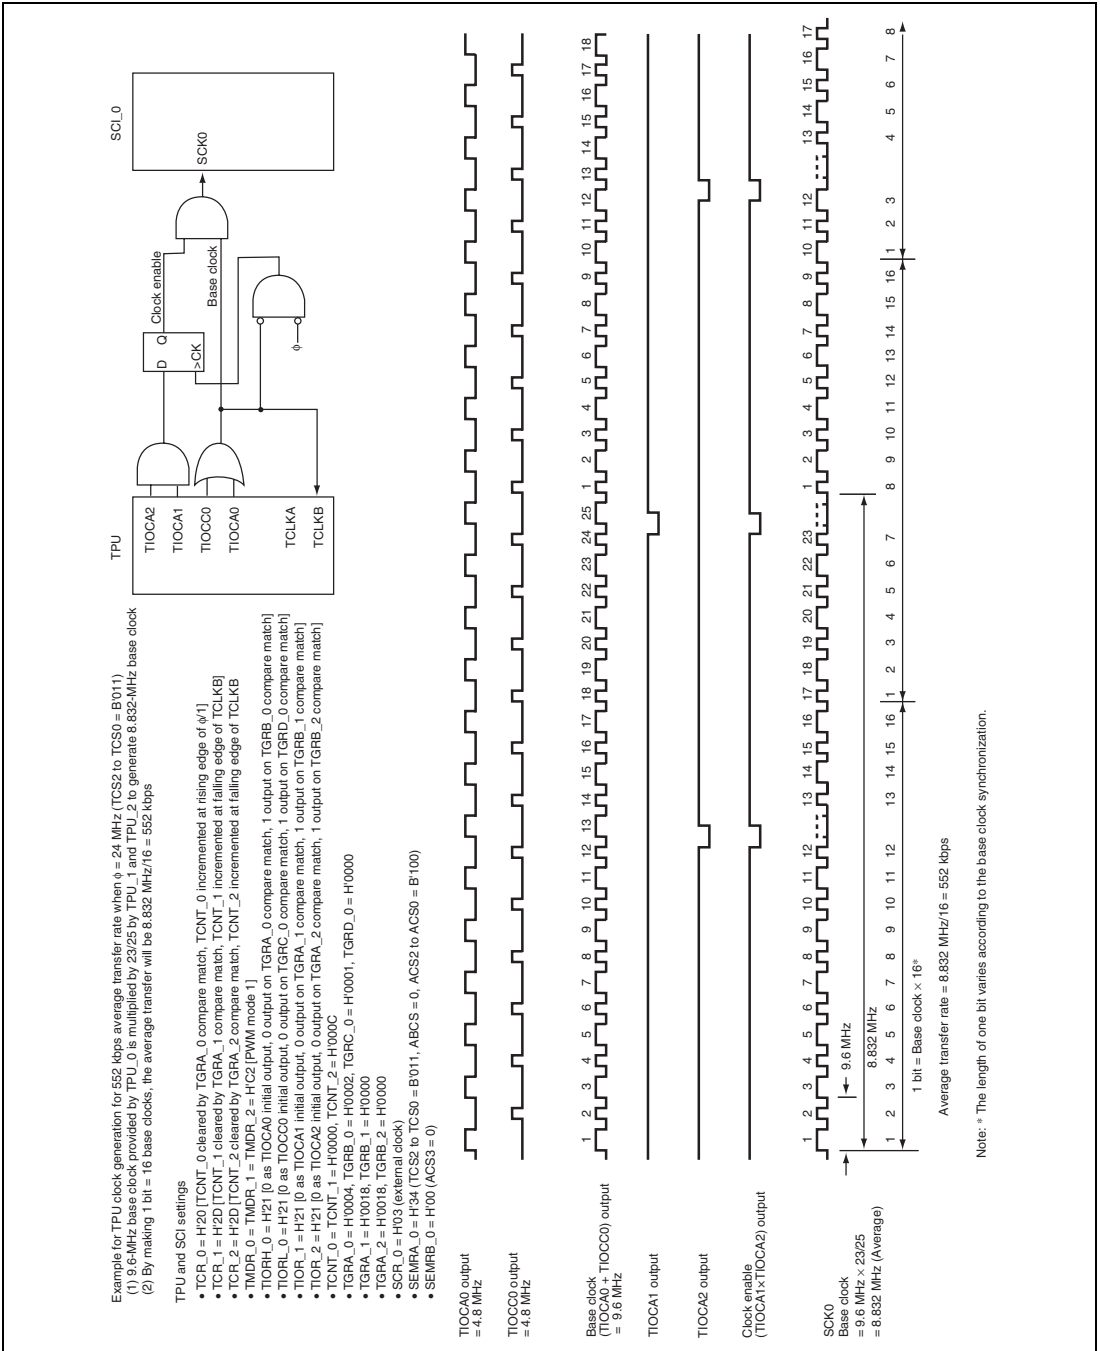 Example for TPU clock generation for 552 kbps average transfer rate when ϕ = 24 MHz (TCS2 to TCS0 = B'011)
(1) 9.6-MHz base clock provided by TPU_0 is multiplied by 23/25 by TPU_1 and TPU_2 to generate 8.832-MHz base clock
(2) By making 1 bit = 16 base clocks, the average transfer will be 8.832 MHz/16 = 552 kbps
TPU and SCI settings
• TCR_0 = H'20 [TCNT_0 cleared by TGRA_0 compare match, TCNT_0 incremented at rising edge of ϕ/1]
• TCR_1 = H'2D [TCNT_1 cleared by TGRA_1 compare match, TCNT_1 incremented at falling edge of TCLKB]
• TCR_2 = H'2D [TCNT_2 cleared by TGRA_2 compare match, TCNT_2 incremented at falling edge of TCLKB
• TMDR_0 = TMDR_1 = TMDR_2 = H'C2 [PWM mode 1]
• TIORH_0 = H'21 [0 as TIOCA0 initial output, 0 output on TGRA_0 compare match, 1 output on TGRB_0 compare match]
• TIORL_0 = H'21 [0 as TIOCC0 initial output, 0 output on TGRC_0 compare match, 1 output on TGRD_0 compare match]
• TIOR_1 = H'21 [0 as TIOCA1 initial output, 0 output on TGRA_1 compare match, 1 output on TGRB_1 compare match]
• TIOR_2 = H'21 [0 as TIOCA2 initial output, 0 output on TGRA_2 compare match, 1 output on TGRB_2 compare match]
• TCNT_0 = TCNT_1 = H'0000, TCNT_2 = H'000C
• TGRA_0 = H'0004, TGRB_0 = H'0002, TGRC_0 = H'0001, TGRD_0 = H'0000
• TGRA_1 = H'0018, TGRB_1 = H'0000
• TGRA_2 = H'0018, TGRB_2 = H'0000
• SCR_0 = H'03 (external clock)
• SEMRA_0 = H'34 (TCS2 to TCS0 = B'011, ABCS = 0, ACS2 to ACS0 = B'100)
• SEMRB_0 = H'00 (ACS3 = 0)
TPU
TIOCA2
TIOCA1
TIOCC0
TIOCA0
TCLKA
TCLKB
D Q
>CK
Clock enable
Base clock
ϕ
SCI_0
SCK0
TIOCA0 output
= 4.8 MHz
TIOCC0 output
= 4.8 MHz
Base clock
(TIOCA0 + TIOCC0) output
= 9.6 MHz
1 2 3 4 5 6 7 8 9 10 11 12 13 14 15 16 17 18 19 20 21 22 23 24 25 1 2 3 4 5 6 7 8 9 10 11 12 13 14 15 16 17 18
TIOCA1 output
TIOCA2 output
Clock enable
(TIOCA1×TIOCA2) output
SCK0
Base clock
= 9.6 MHz × 23/25
= 8.832 MHz (Average)
1 2 3 4 5 6 7 8 9 10 11 12 13 14 15 16 17 18 19 20 21 22 23 1 2 3 4 5 6 7 8 9 10 11 12 13 14 15 16 17
9.6 MHz
8.832 MHz
1 2 3 4 5 6 7 8 9 10 11 12 13 14 15 16 1 2 3 4 5 6 7 8 9 10 11 12 13 14 15 16 1 2 3 4 5 6 7 8
1 bit = Base clock × 16*
Average transfer rate = 8.832 MHz/16 = 552 kbps
Note: * The length of one bit varies according to the base clock synchronization.